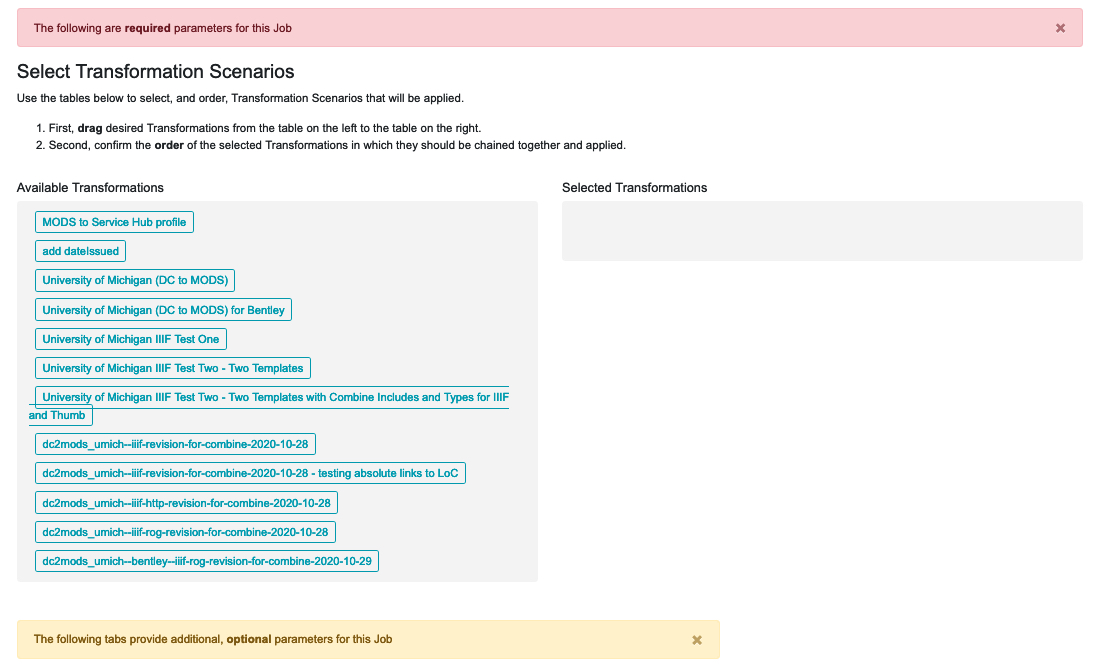 The following are required parameters for this Job
×
Select Transformation Scenarios
Use the tables below to select, and order, Transformation Scenarios that will be applied.
1. First, drag desired Transformations from the table on the left to the table on the right.
2. Second, confirm the order of the selected Transformations in which they should be chained together and applied.
Available Transformations
MODS to Service Hub profile
add dateIssued
University of Michigan (DC to MODS)
University of Michigan (DC to MODS) for Bentley
University of Michigan IIIF Test One
University of Michigan IIIF Test Two - Two Templates
University of Michigan IIIF Test Two - Two Templates with Combine Includes and Types for IIIF
and Thumb
dc2mods_umich--iiif-revision-for-combine-2020-10-28
dc2mods_umich--iiif-revision-for-combine-2020-10-28 - testing absolute links to LoC
dc2mods_umich--iiif-http-revision-for-combine-2020-10-28
dc2mods_umich--iiif-rog-revision-for-combine-2020-10-28
dc2mods_umich--bentley--iiif-rog-revision-for-combine-2020-10-29
Selected Transformations
The following tabs provide additional, optional parameters for this Job
×